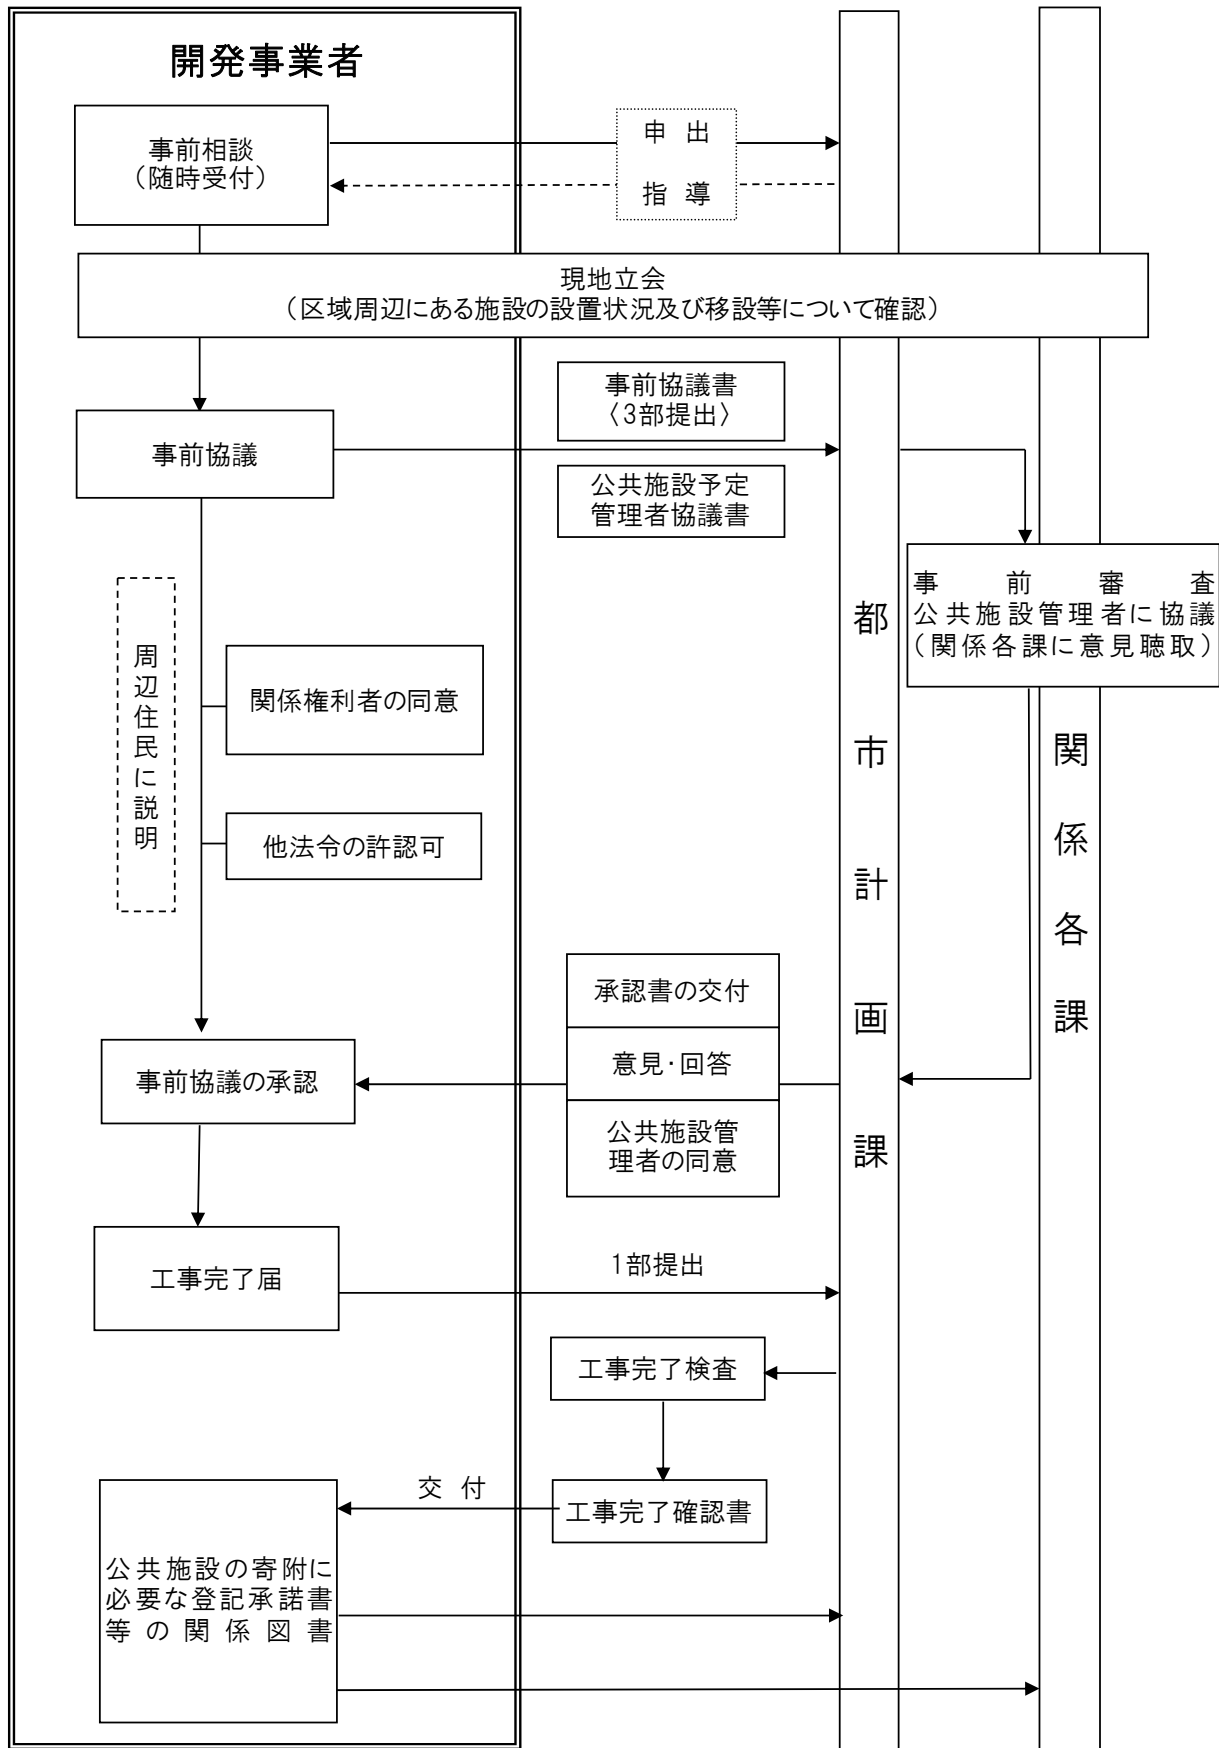 開発事業者
事前相談
（随時受付）
申 出
指 導
現地立会
（区域周辺にある施設の設置状況及び移設等について確認）
事前協議書
〈3部提出〉
事前協議
公共施設予定
管理者協議書
事前審査
公共施設管理者に協議
（関係各課に意見聴取）
都市計画課
関係各課
周辺住民に説明
関係権利者の同意
他法令の許認可
承認書の交付
意見・回答
公共施設管
理者の同意
事前協議の承認
工事完了届
1部提出
工事完了検査
交 付
工事完了確認書
公共施設の寄附に
必要な登記承諾書
等の関係図書